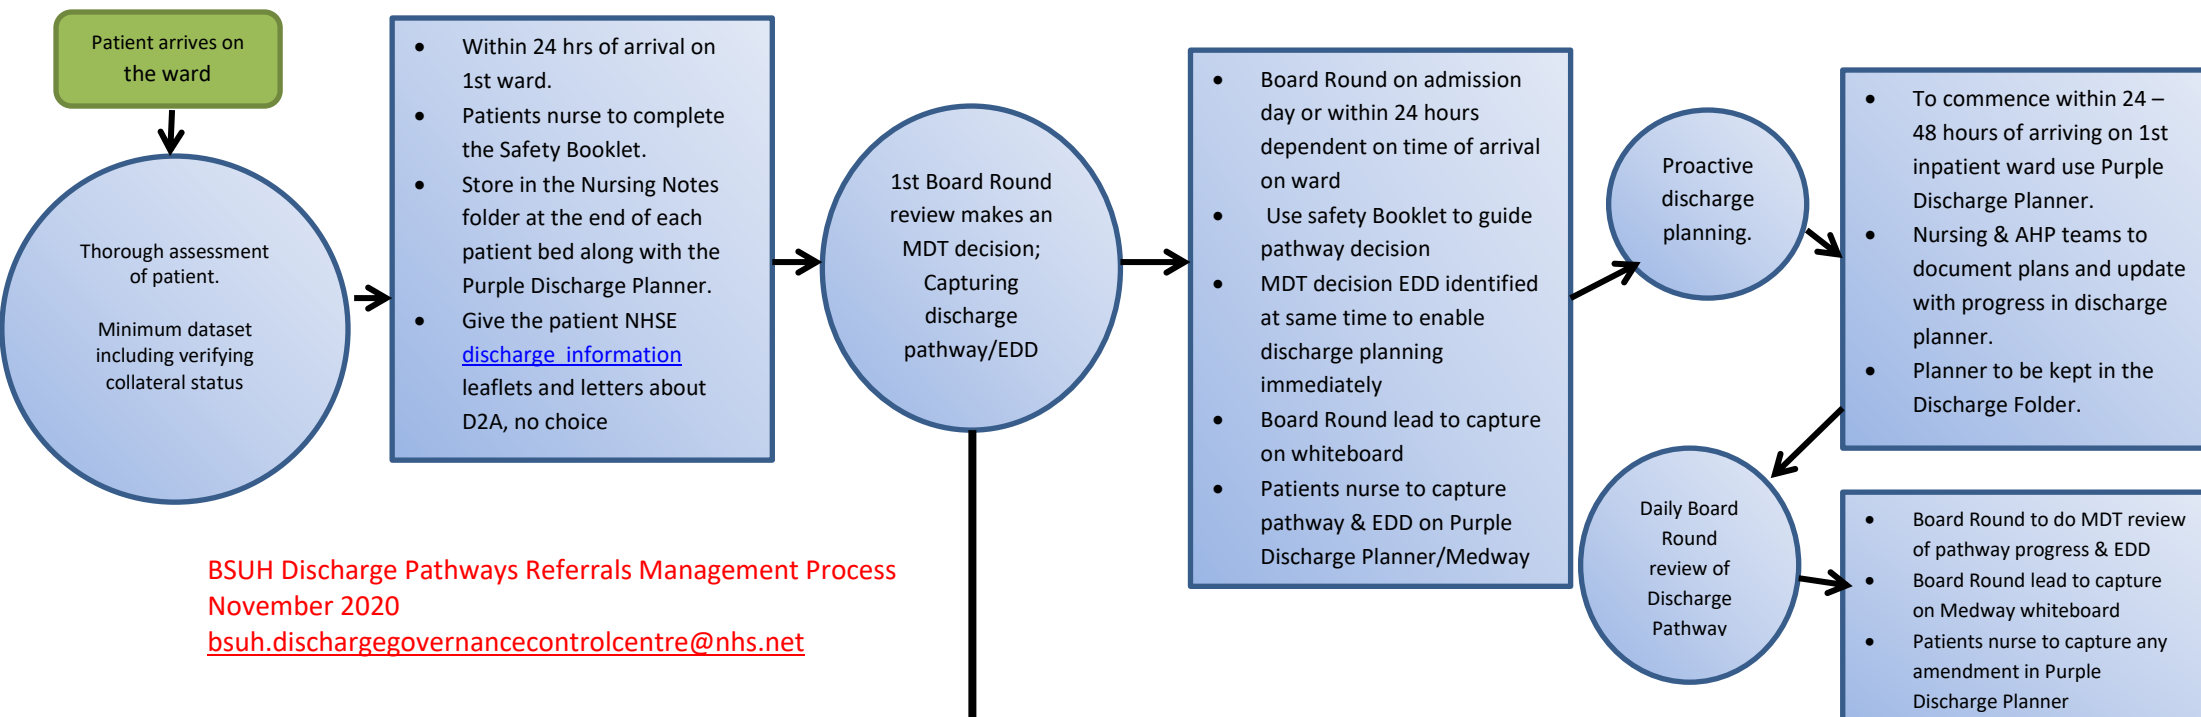 Patient arrives on
the ward
Thorough assessment
of patient.
Minimum dataset
including verifying
collateral status
• Within 24 hrs of arrival on
1st ward.
• Patients nurse to complete
the Safety Booklet.
• Store in the Nursing Notes
folder at the end of each
patient bed along with the
Purple Discharge Planner.
• Give the patient NHSE
discharge information
leaflets and letters about
D2A, no choice
1st Board Round
review makes an
MDT decision;
Capturing
discharge
pathway/EDD
• Board Round on admission
day or within 24 hours
dependent on time of arrival
on ward
• Use safety Booklet to guide
pathway decision
• MDT decision EDD identified
at same time to enable
discharge planning
immediately
• Board Round lead to capture
on whiteboard
• Patients nurse to capture
pathway & EDD on Purple
Discharge Planner/Medway
Proactive
discharge
planning.
• To commence within 24 –
48 hours of arriving on 1st
inpatient ward use Purple
Discharge Planner.
• Nursing & AHP teams to
document plans and update
with progress in discharge
planner.
• Planner to be kept in the
Discharge Folder.
Daily Board
Round
review of
Discharge
Pathway
• Board Round to do MDT review
of pathway progress & EDD
• Board Round lead to capture
on Medway whiteboard
• Patients nurse to capture any
amendment in Purple
Discharge Planner
BSUH Discharge Pathways Referrals Management Process
November 2020
bsuh.dischargegovernancecontrolcentre@nhs.net